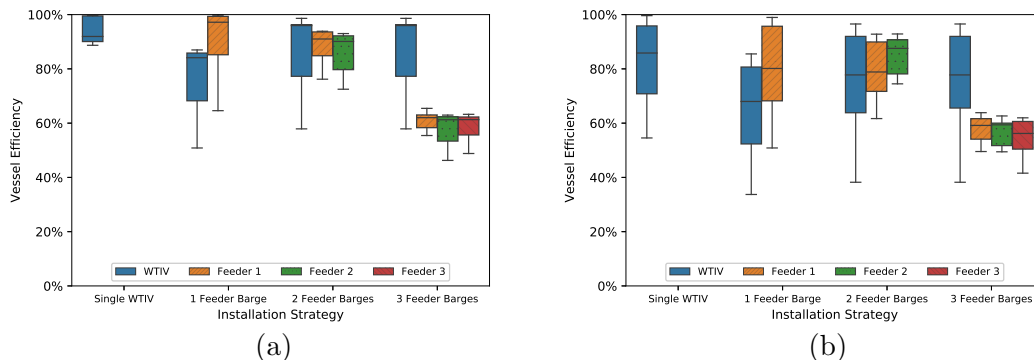 100%
80%
60%
40%
20%
0%
Vessel Efficiency
WTIV
Feeder 1
Feeder 2
Feeder 3
Single WTIV
1 Feeder Barge
2 Feeder Barges
3 Feeder Barges
Installation Strategy
(a)
100%
80%
60%
40%
20%
0%
Vessel Efficiency
WTIV
Feeder 1
Feeder 2
Feeder 3
Single WTIV
1 Feeder Barge
2 Feeder Barges
3 Feeder Barges
Installation Strategy
(b)